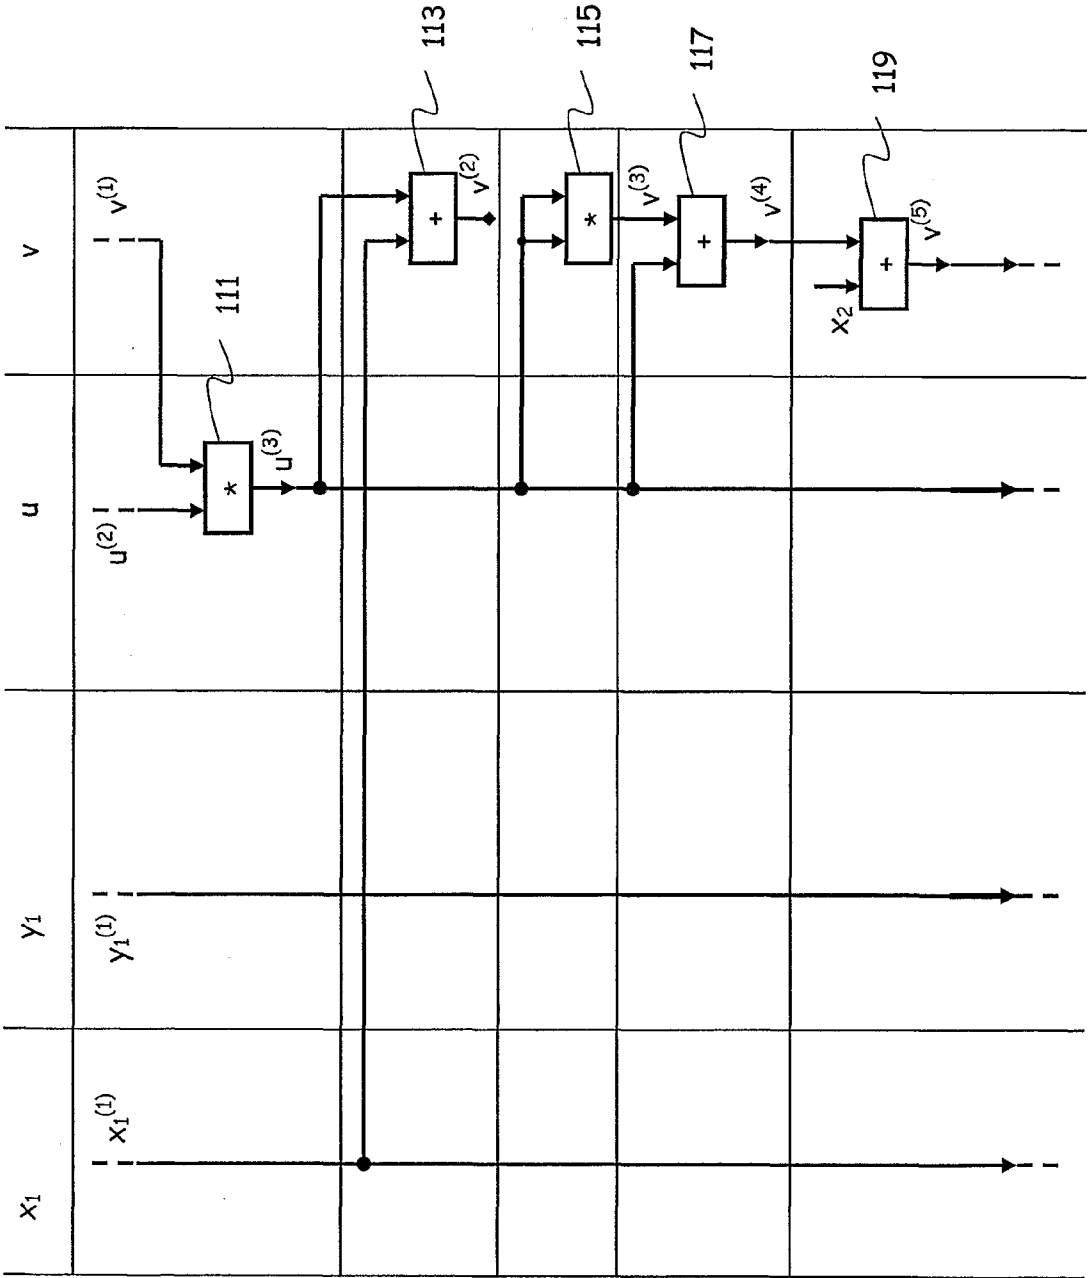 x₁
y₁
u
v
x₁⁽¹⁾
y₁⁽¹⁾
u⁽²⁾
v⁽¹⁾
*
111
u⁽³⁾
+
113
v⁽²⁾
*
115
v⁽³⁾
+
117
v⁽⁴⁾
x₂
+
119
v⁽⁵⁾